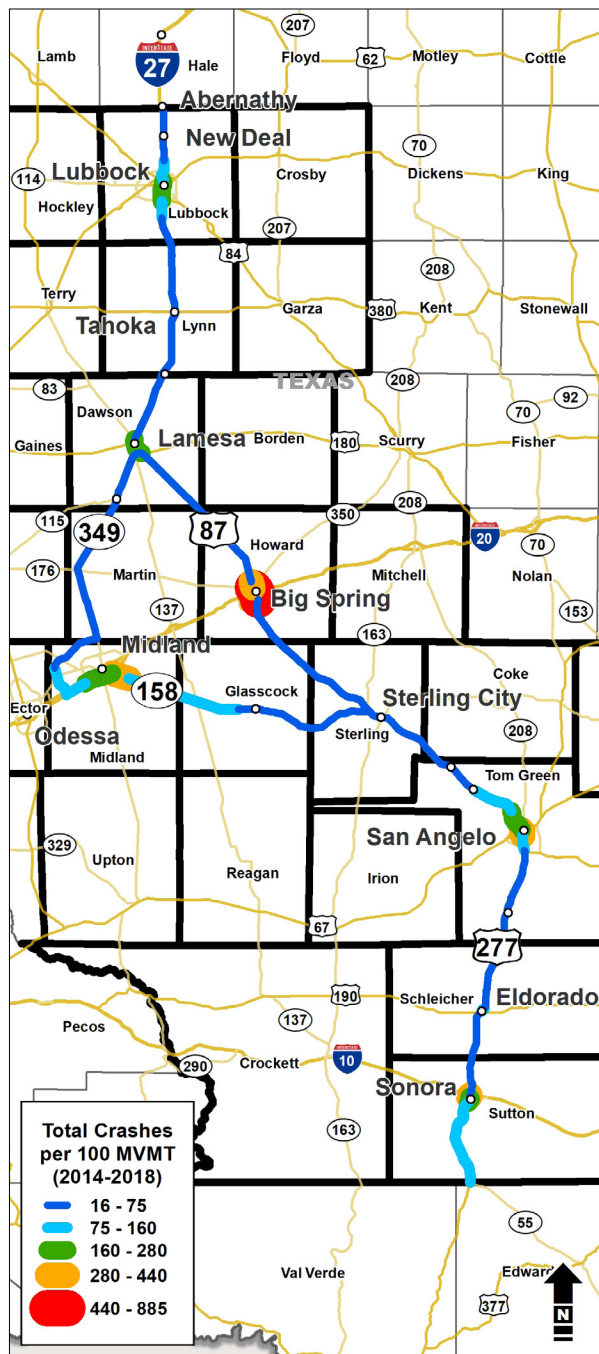 207
Lamb
INTERSTATE
27
Hale
Floyd
62
Motley
Cottle
Abernathy
New Deal
70
Lubbock
114
Crosby
Dickens
King
Hockley
Lubbock
207
84
208
Terry
Tahoka
Lynn
Garza
380
Kent
Stonewall
TEXAS
83
208
92
Dawson
70
Gaines
Lamesa
Borden
180
Scurry
Fisher
115
349
87
350
208
INTERSTATE
20
70
Howard
176
Martin
137
Big Spring
Mitchell
Nolan
153
163
Midland
158
Glasscock
Coke
Ector
Sterling City
Odessa
Sterling
208
Midland
Tom Green
San Angelo
329
Upton
Reagan
Irion
67
277
190
Schleicher
Eldorado
Pecos
137
INTERSTATE
10
290
Crockett
Sonora
Sutton
163
Total Crashes
per 100 MVMT
(2014-2018)
16 - 75
75 - 160
160 - 280
280 - 440
440 - 885
55
Val Verde
Edward
377
N